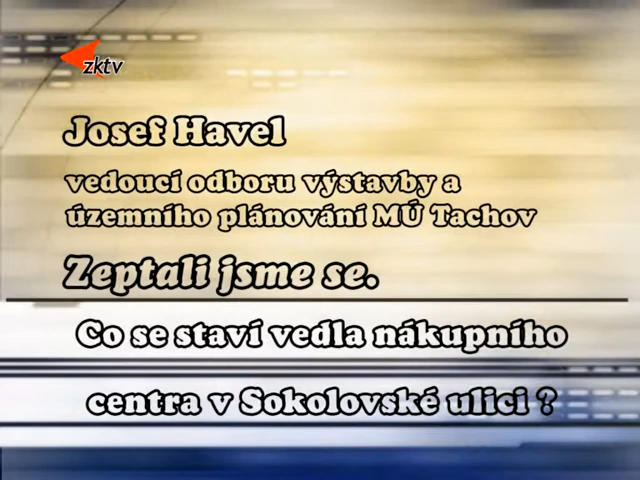 zktv
Josef Havel
vedoucí odboru výstavby a
územního plánování MÚ Tachov
Zeptali jsme se.
Co se staví vedla nákupního
centra v Sokolovské ulici ?